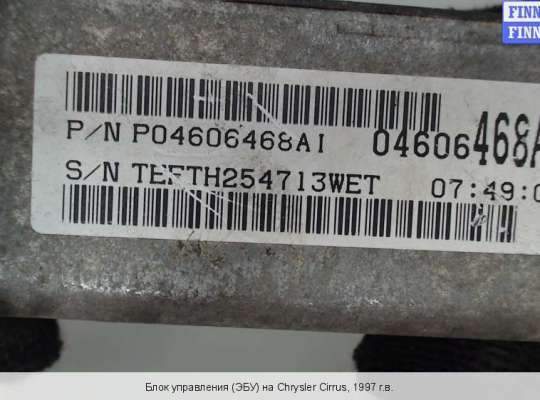 FINN
FINN
P/N P04606468AI 04606468A
S/N TEFTH254713WET 07:49:0
Блок управления (ЭБУ) на Chrysler Cirrus, 1997 г.в.